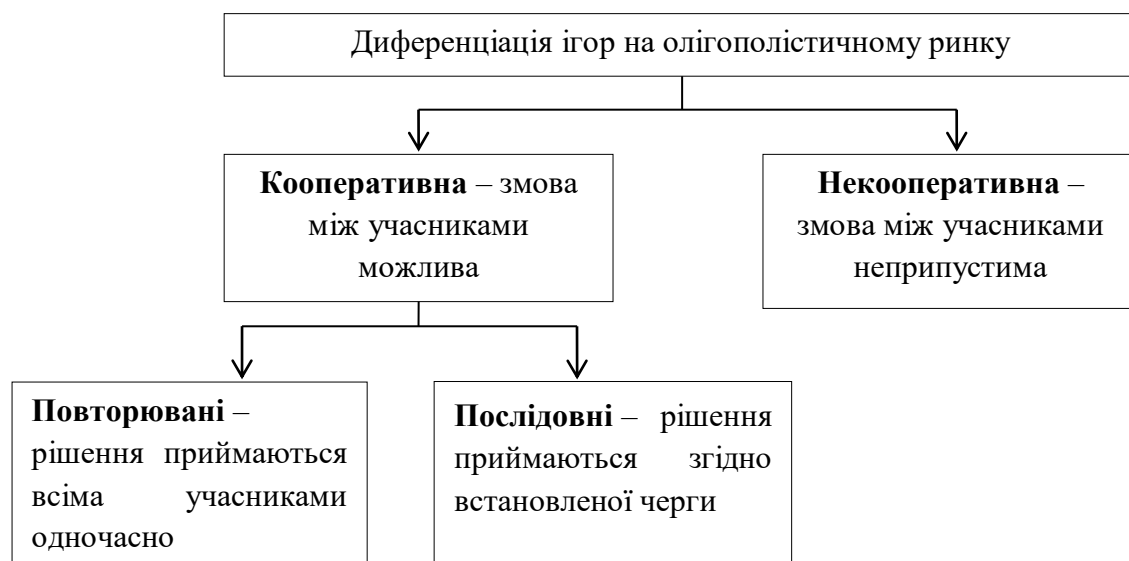 Диференціація ігор на олігополістичному ринку
Кооперативна – змова
між учасниками
можлива
Некооперативна –
змова між учасниками
неприпустима
Повторювані –
рішення приймаються
всіма учасниками
одночасно
Послідовні – рішення
приймаються згідно
встановленої черги